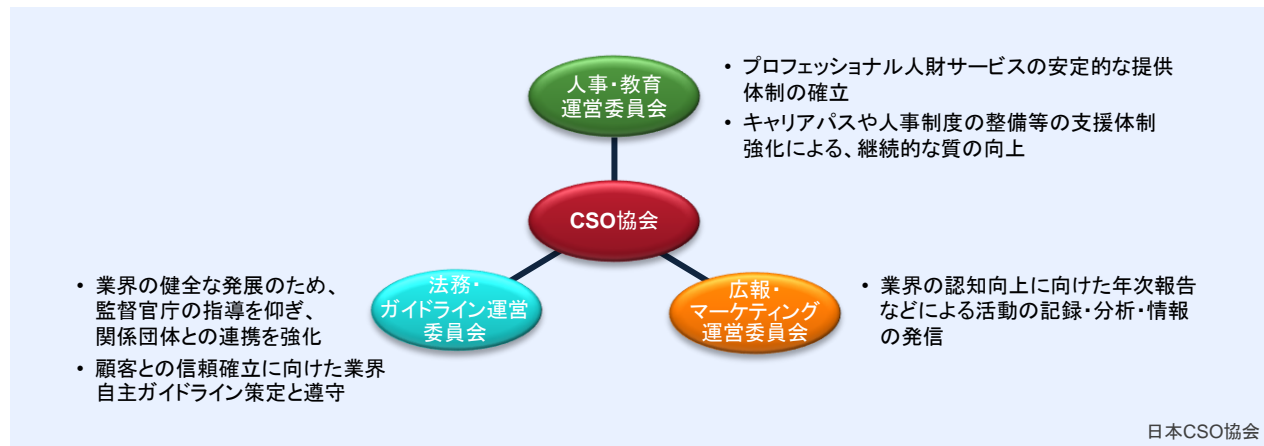 人事・教育
運営委員会
• プロフェッショナル人財サービスの安定的な提供
体制の確立
• キャリアパスや人事制度の整備等の支援体制
強化による、継続的な質の向上
CSO協会
法務・
ガイドライン運営
委員会
• 業界の健全な発展のため、
監督官庁の指導を仰ぎ、
関係団体との連携を強化
• 顧客との信頼確立に向けた業界
自主ガイドライン策定と遵守
広報・
マーケティング
運営委員会
• 業界の認知向上に向けた年次報告
などによる活動の記録・分析・情報
の発信
日本CSO協会